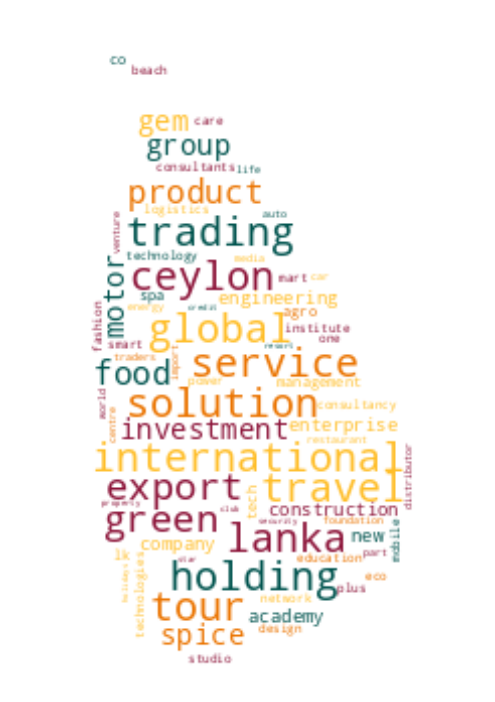 co
beach
gem care
group
consultants life
product
logistics
auto
venture
trading
technology media
motor
ceylon mart car
spa engineering
energy credit agro
fashion
global institute
one
smart resort
traders
import
service
food power management
world
solution consultancy
centre
investment enterprise
restaurant
international
distributor
export travel
property club tech construction
green security foundation
lanka new
mobile
company part
lk star education
holidays
technologies
holding eco
plus
network
tour academy
design
spice
studio